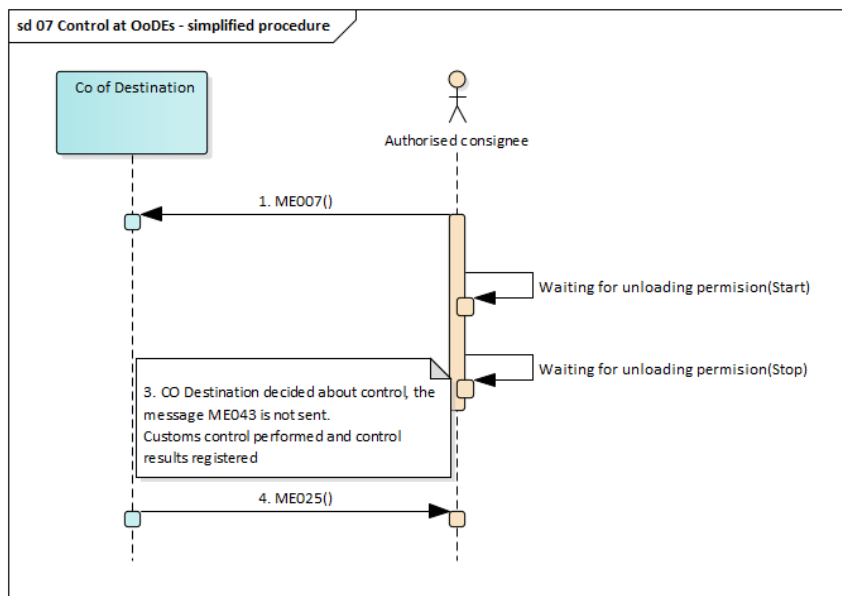 sd 07 Control at OoDEs - simplified procedure
Co of Destination
Authorised consignee
1. ME007()
Waiting for unloading permision(Start)
Waiting for unloading permision(Stop)
3. CO Destination decided about control, the
message ME043 is not sent.
Customs control performed and control
results registered
4. ME025()